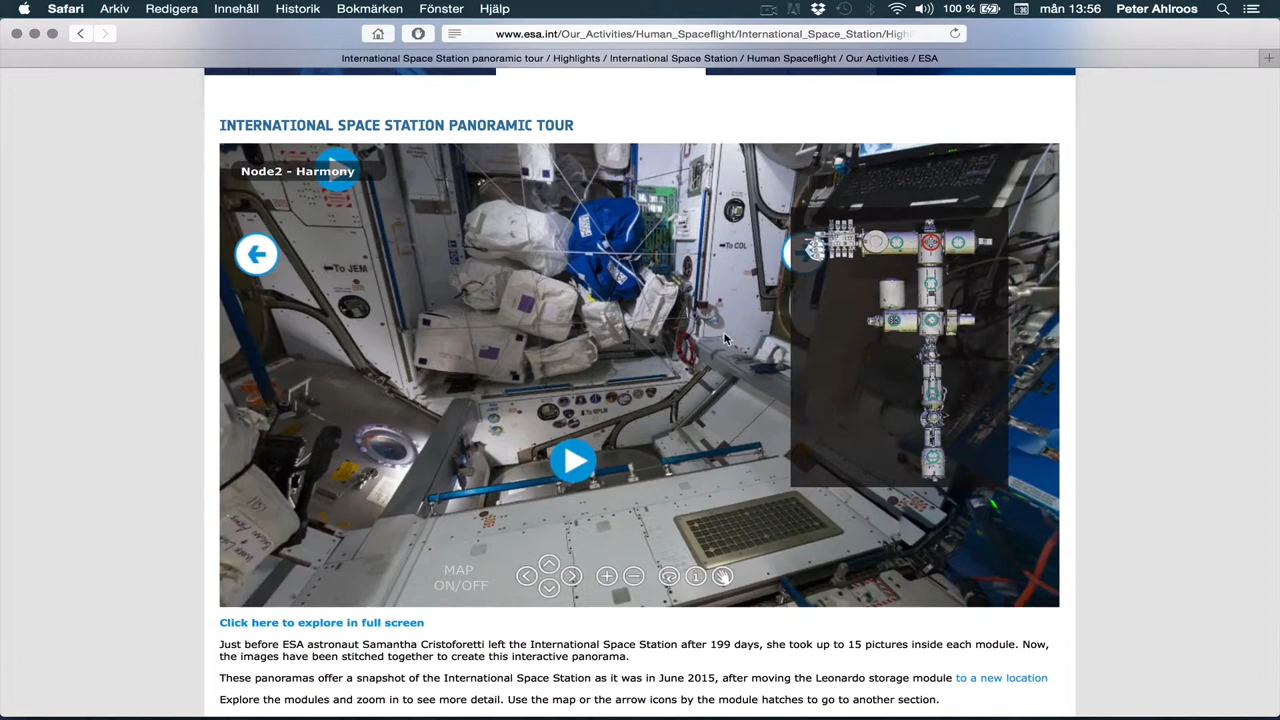 Safari Arkiv Redigera Innehåll Historik Bokmärken Fönster Hjälp 100 % mån 13:56 Peter Ahlroos
www.esa.int/Our_Activities/Human_Spaceflight/International_Space_Station/Highl
International Space Station panoramic tour / Highlights / International Space Station / Human Spaceflight / Our Activities / ESA
INTERNATIONAL SPACE STATION PANORAMIC TOUR
Node2 - Harmony
To COL
To JEM
To MPLM
MAP
ON/OFF
Click here to explore in full screen
Just before ESA astronaut Samantha Cristoforetti left the International Space Station after 199 days, she took up to 15 pictures inside each module. Now,
the images have been stitched together to create this interactive panorama.
These panoramas offer a snapshot of the International Space Station as it was in June 2015, after moving the Leonardo storage module to a new location
Explore the modules and zoom in to see more detail. Use the map or the arrow icons by the module hatches to go to another section.